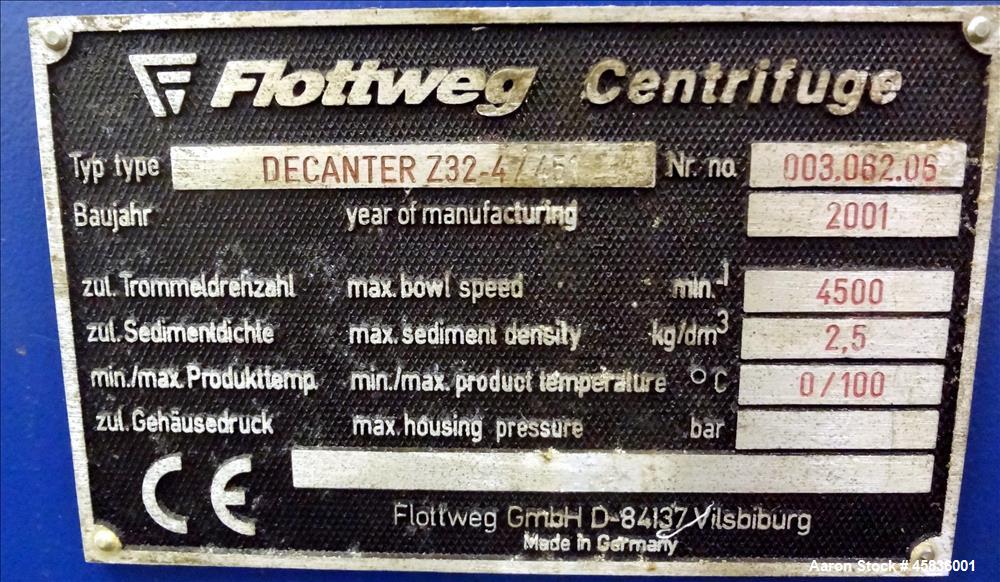 Flottweg Centrifuge
Typ type DECANTER Z32-4 / 451 Nr. no. 003.062.05
Baujahr year of manufacturing 2001
zul. Trommeldrehzahl max. bowl speed min.-1 4500
zul. Sedimentdichte max. sediment density kg/dm3 2,5
min./max. Produkttemp. min./max. product temperature °C 0/100
zul. Gehäusedruck max. housing pressure bar
CE
Flottweg GmbH D-84137 Vilsbiburg
Made in Germany
Aaron Stock # 45836001